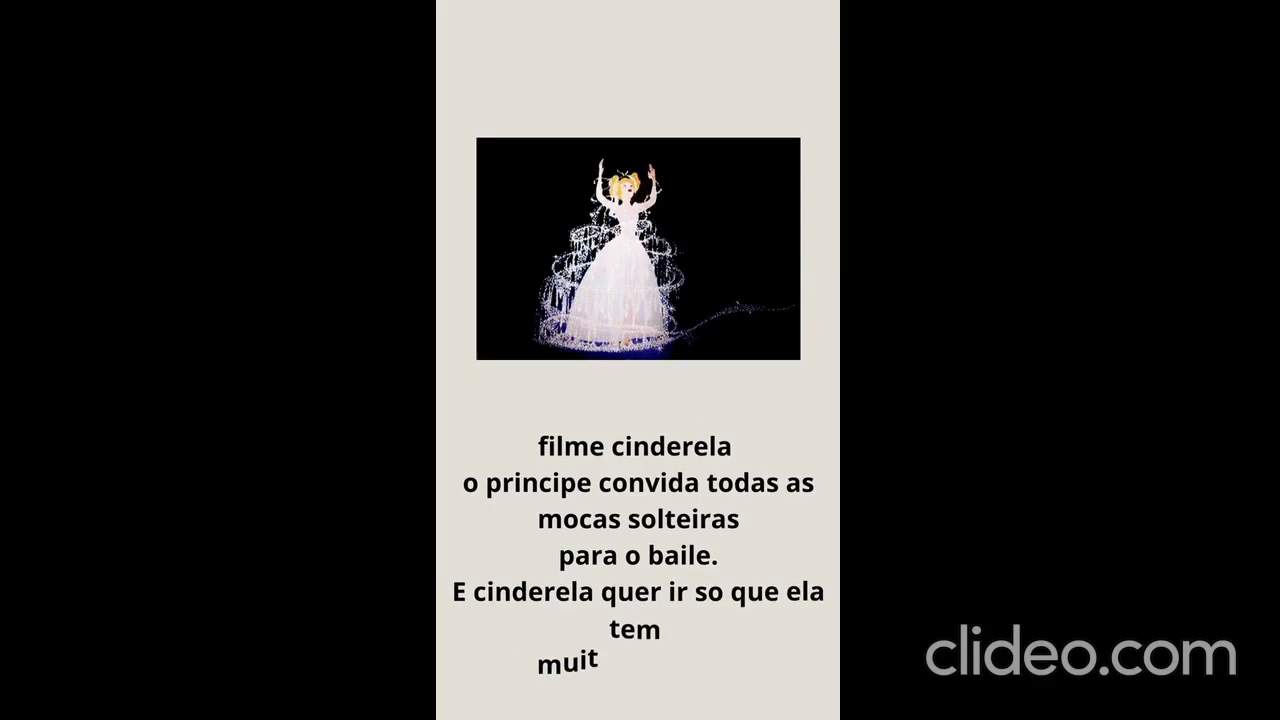 filme cinderela
o principe convida todas as
mocas solteiras
para o baile.
E cinderela quer ir so que ela
tem
muit
clideo.com